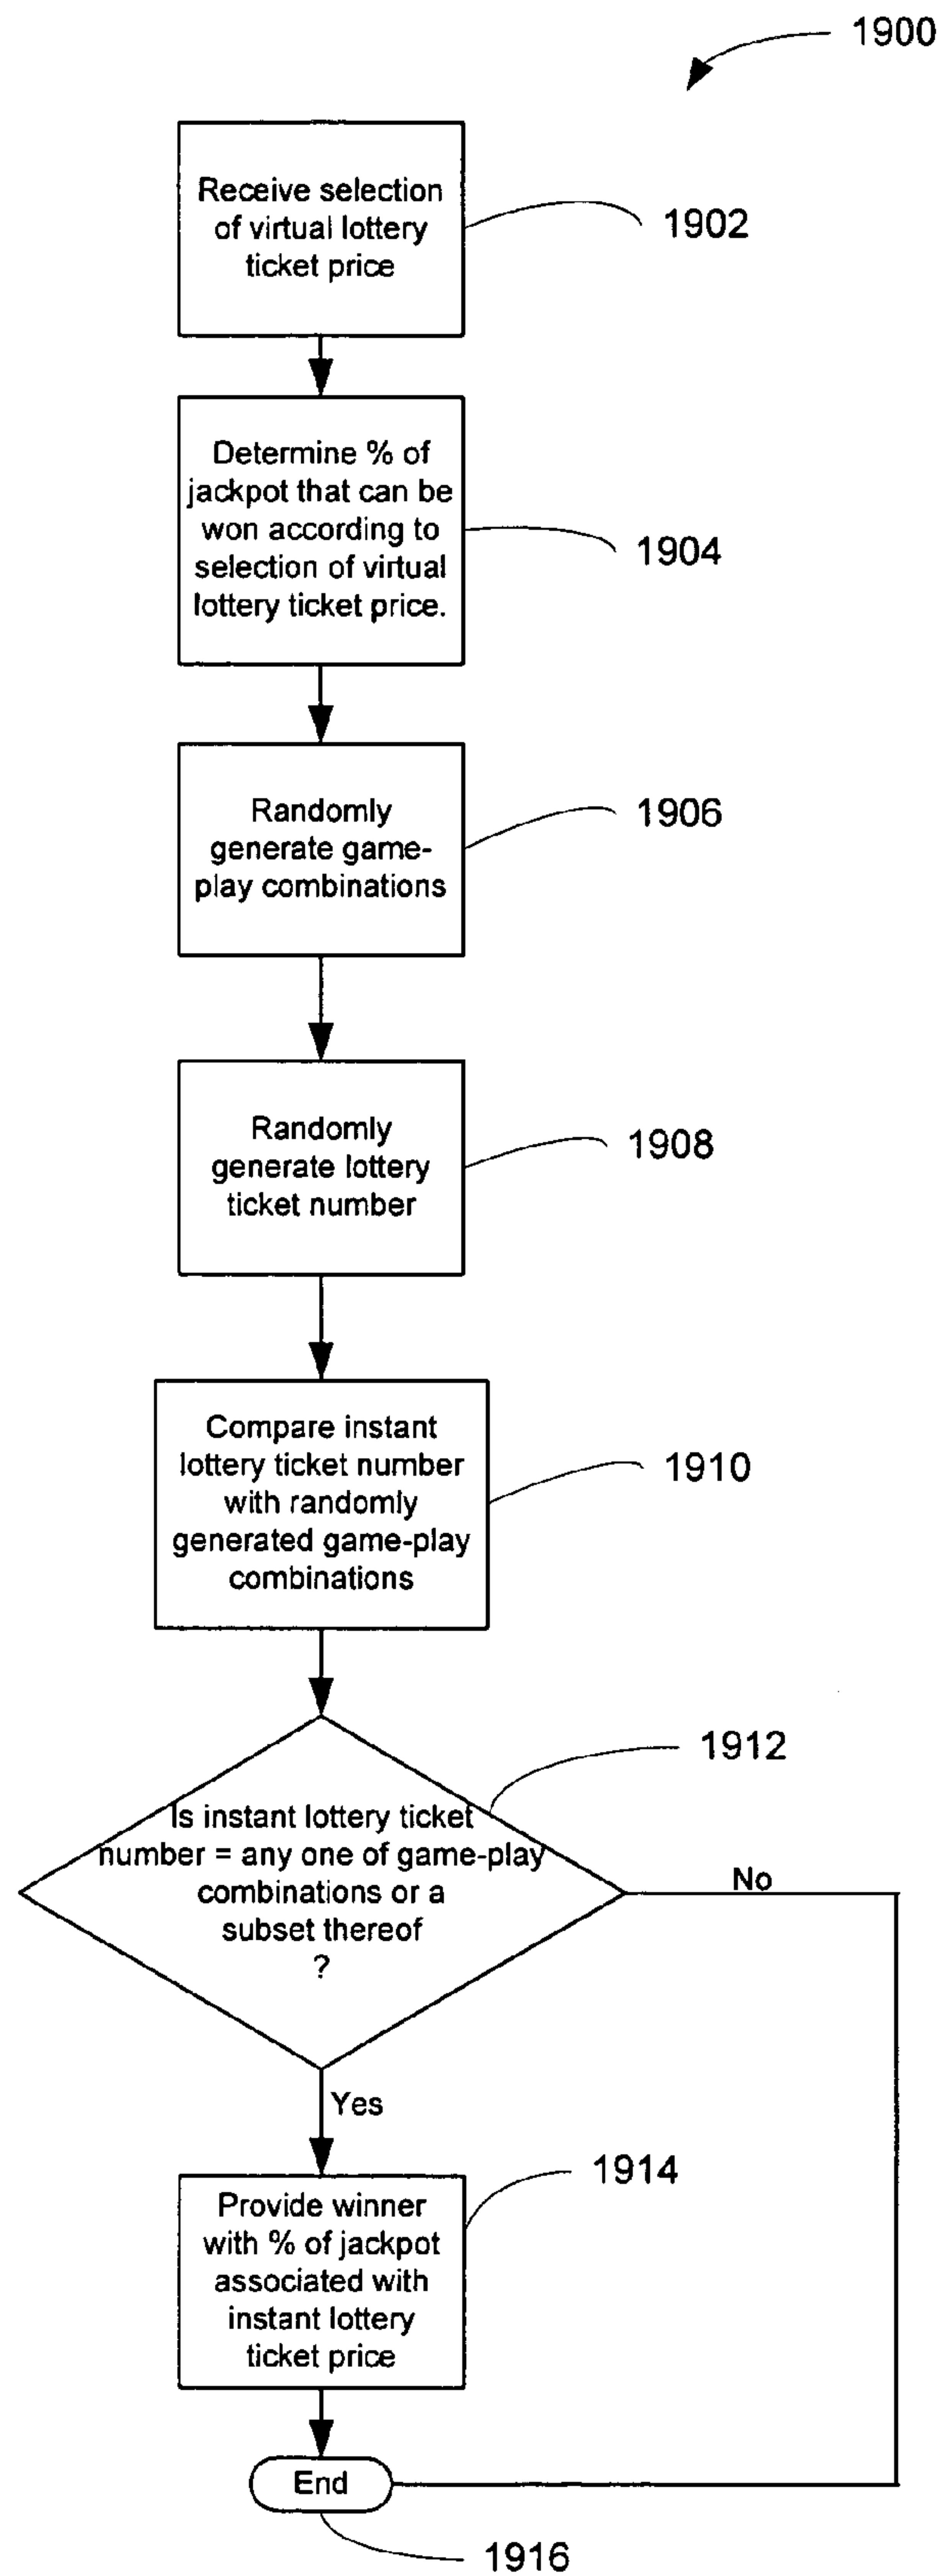 1900
Receive selection
of virtual lottery
ticket price
1902
Determine % of
jackpot that can be
won according to
selection of virtual
lottery ticket price.
1904
Randomly
generate game-
play combinations
1906
Randomly
generate lottery
ticket number
1908
Compare instant
lottery ticket number
with randomly
generated game-play
combinations
1910
Is instant lottery ticket
number = any one of game-play
combinations or a
subset thereof
?
1912
No
Yes
Provide winner
with % of jackpot
associated with
instant lottery
ticket price
1914
End
1916